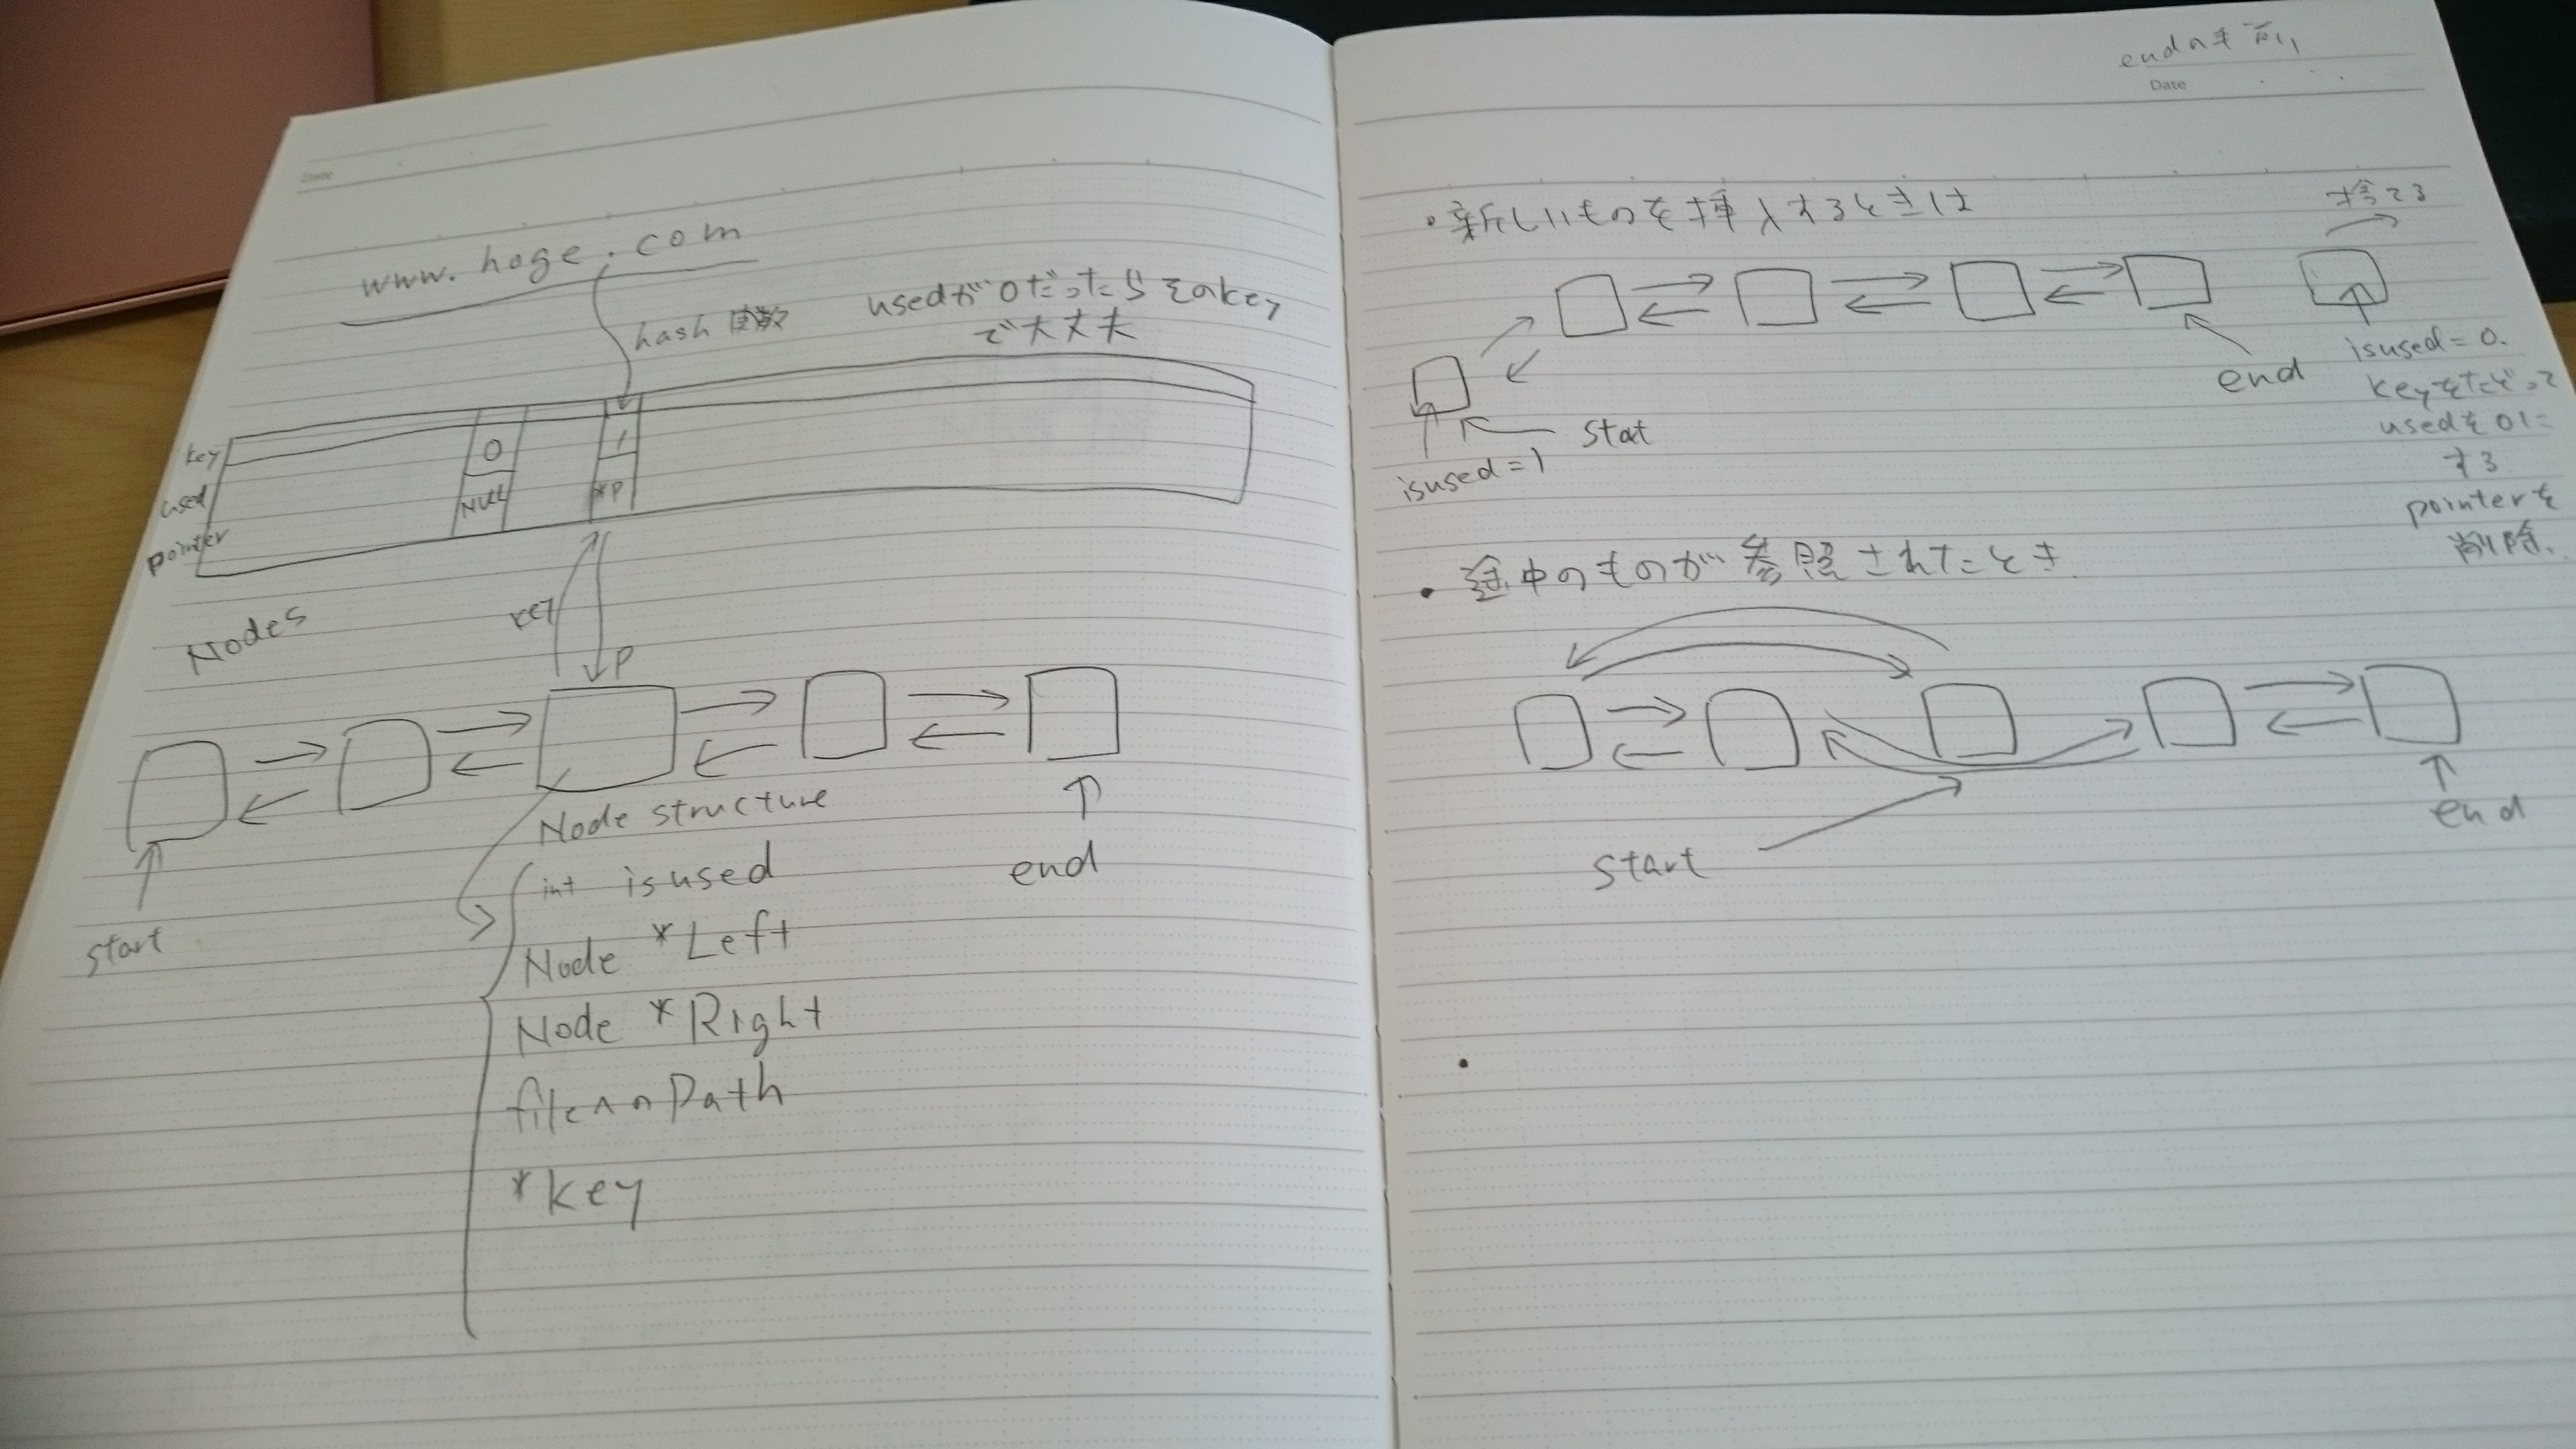 Date
www.hoge.com
hash 関数
usedが0だったらそのkey
で大丈夫
key
used
pointer
0
1
NULL
*P
Nodes
key
P
start
end
Node structure
int isused
Node *Left
Node *Right
fileへのPath
*key
endの手前
Date
・新しいものを挿入するときは
捨てる
isused=0.
keyをたどって
usedを0に
する
pointerを
削除.
end
stat
isused=1
・途中のものが参照されたとき
start
end
・